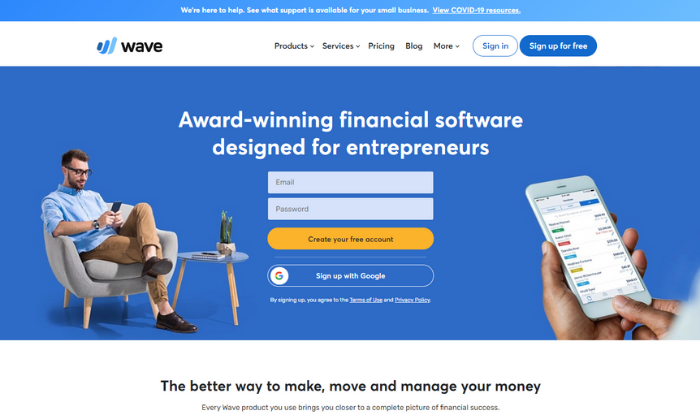 We're here to help. See what support is available for your small business. View COVID-19 resources.
wave
Products Services Pricing Blog More Sign in Sign up for free
Award-winning financial software
designed for entrepreneurs
Email
Password
Create your free account
Sign up with Google
By signing up, you agree to the Terms of Use and Privacy Policy.
The better way to make, move and manage your money
Every Wave product you use brings you closer to a complete picture of financial success.